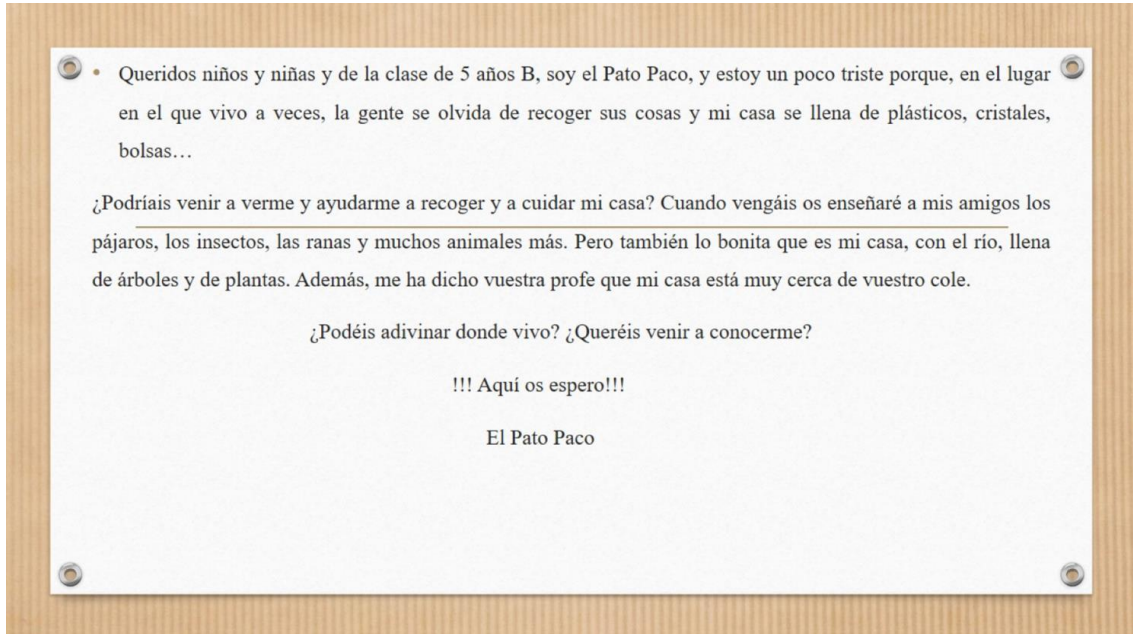 • Queridos niños y niñas y de la clase de 5 años B, soy el Pato Paco, y estoy un poco triste porque, en el lugar
en el que vivo a veces, la gente se olvida de recoger sus cosas y mi casa se llena de plásticos, cristales,
bolsas…
¿Podríais venir a verme y ayudarme a recoger y a cuidar mi casa? Cuando vengáis os enseñaré a mis amigos los
pájaros, los insectos, las ranas y muchos animales más. Pero también lo bonita que es mi casa, con el río, llena
de árboles y de plantas. Además, me ha dicho vuestra profe que mi casa está muy cerca de vuestro cole.
¿Podéis adivinar donde vivo? ¿Queréis venir a conocerme?
!!! Aquí os espero!!!
El Pato Paco